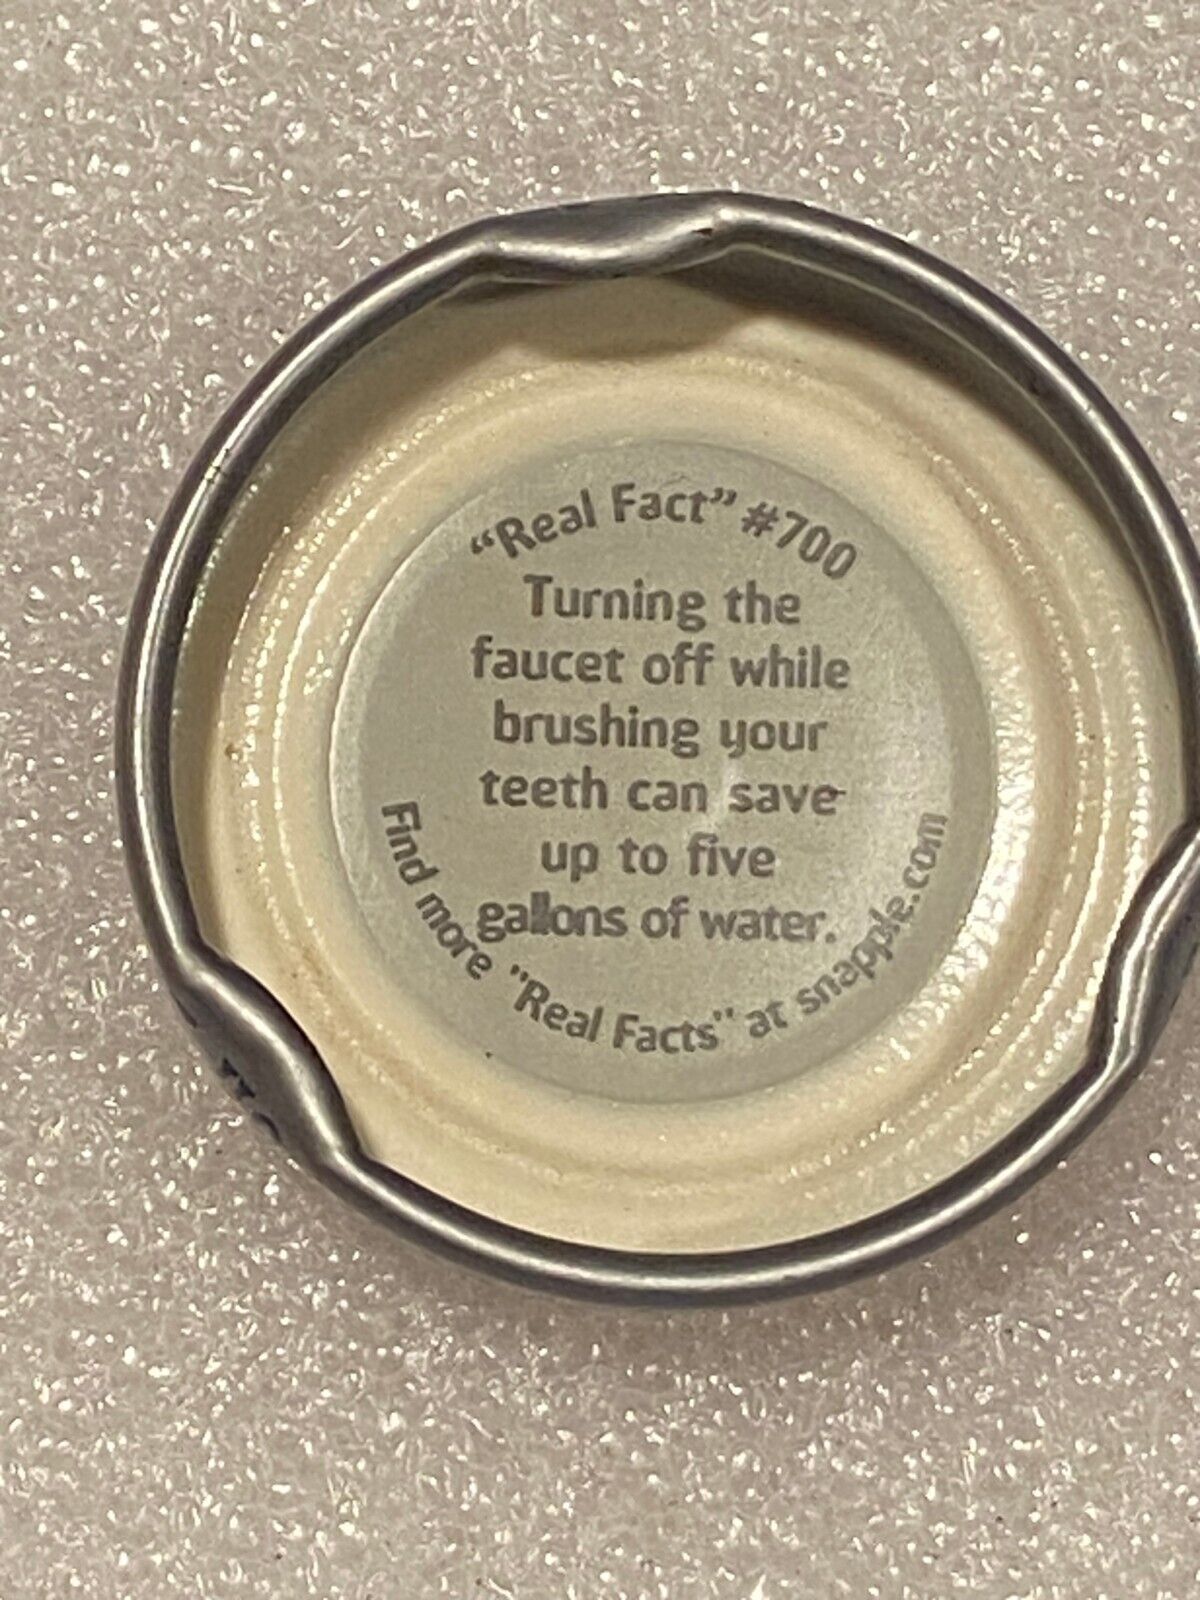 “Real Fact” #700
Turning the
faucet off while
brushing your
teeth can save
up to five
gallons of water.
Find more "Real Facts" at snapple.com